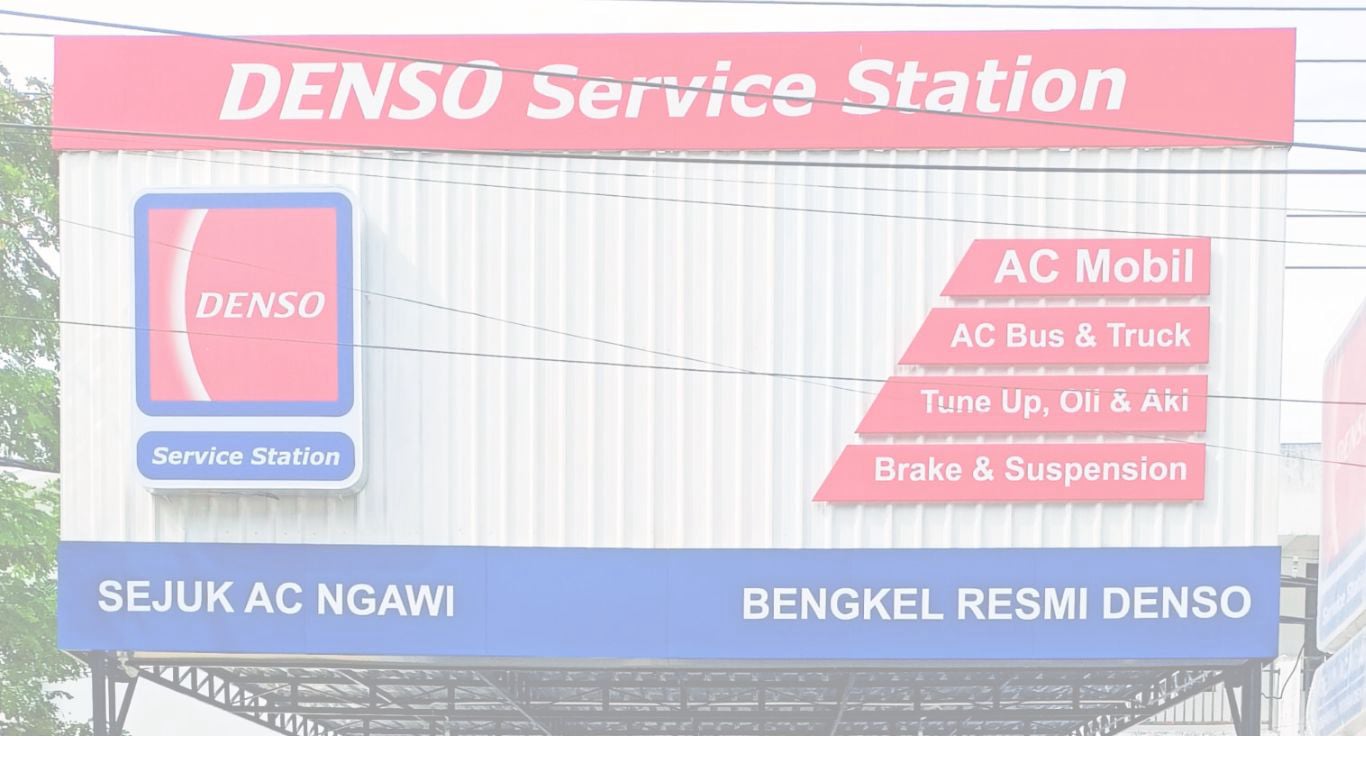 DENSO Service Station
DENSO
Service Station
AC Mobil
AC Bus & Truck
Tune Up, Oli & Aki
Brake & Suspension
SEJUK AC NGAWI
BENGKEL RESMI DENSO